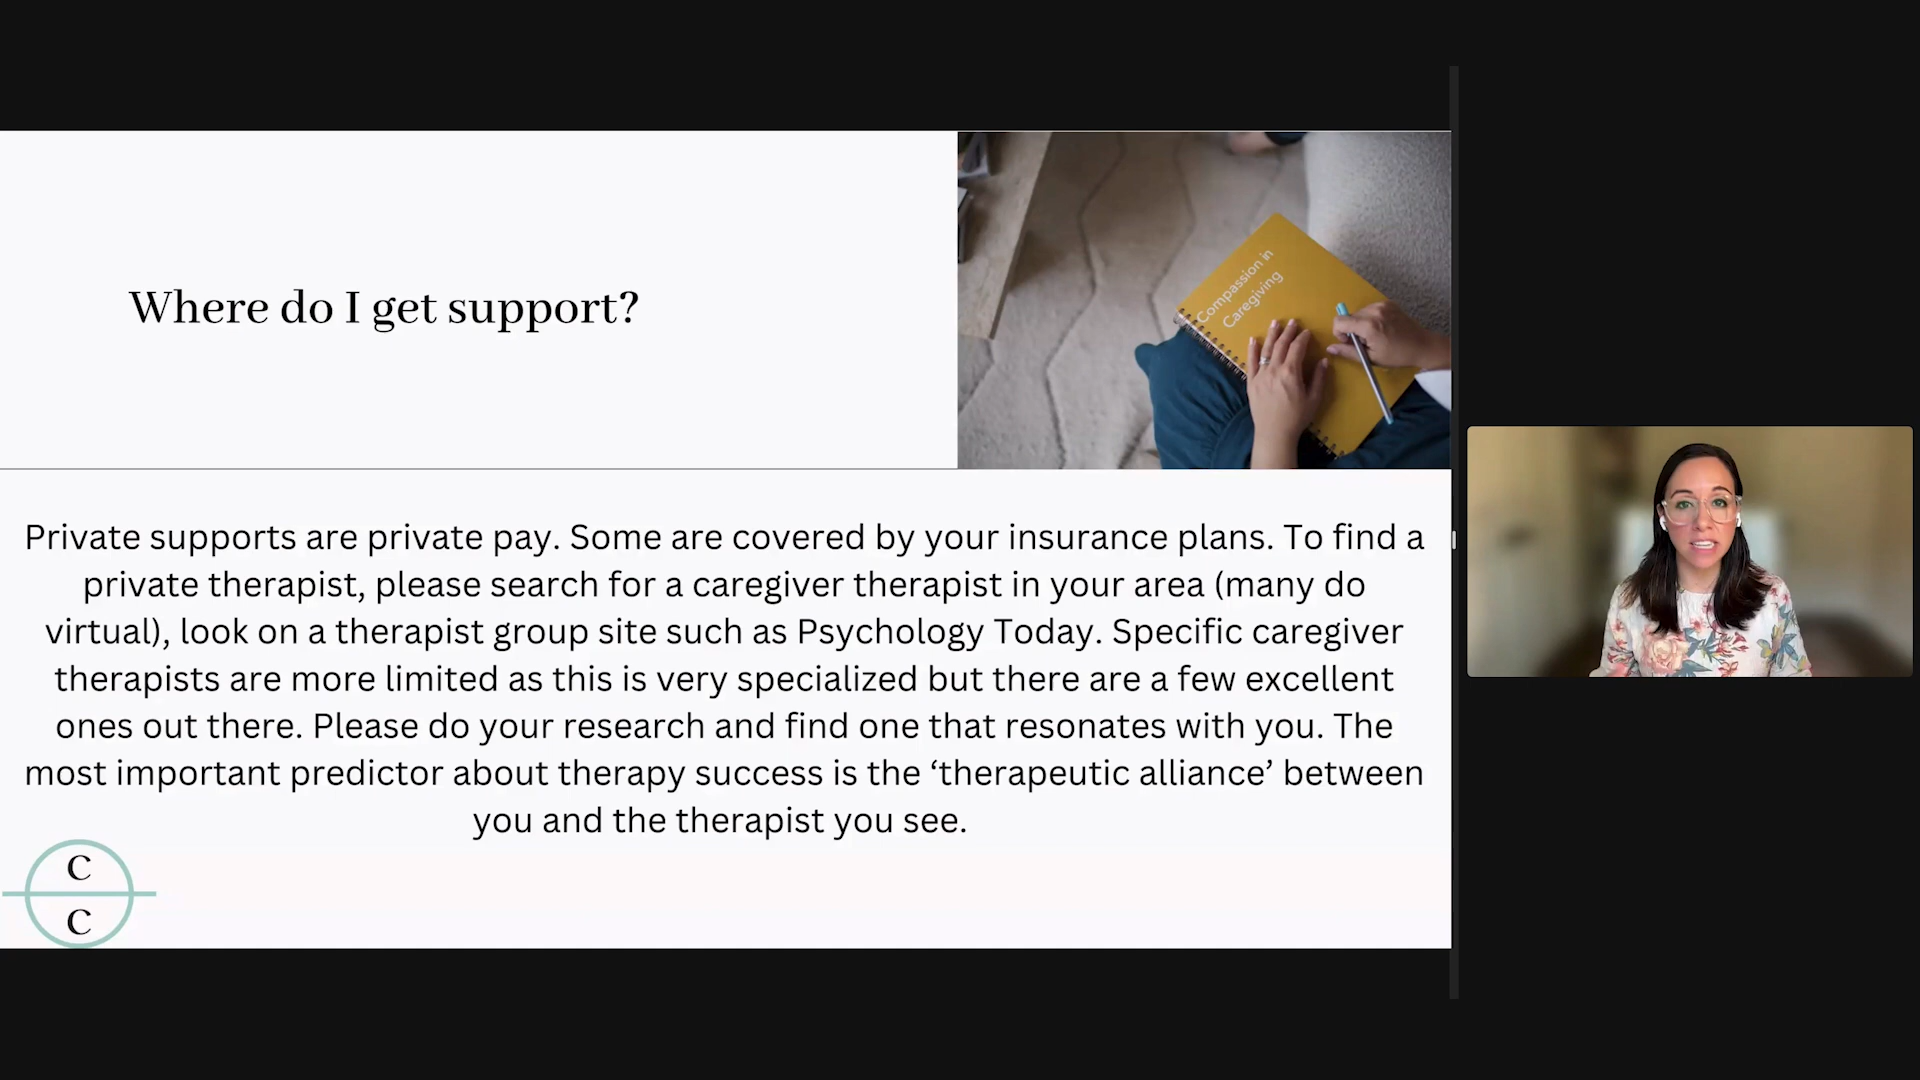 Where do I get support?
Compassion in
Caregiving
Private supports are private pay. Some are covered by your insurance plans. To find a
private therapist, please search for a caregiver therapist in your area (many do
virtual), look on a therapist group site such as Psychology Today. Specific caregiver
therapists are more limited as this is very specialized but there are a few excellent
ones out there. Please do your research and find one that resonates with you. The
most important predictor about therapy success is the ‘therapeutic alliance’ between
you and the therapist you see.
C
C